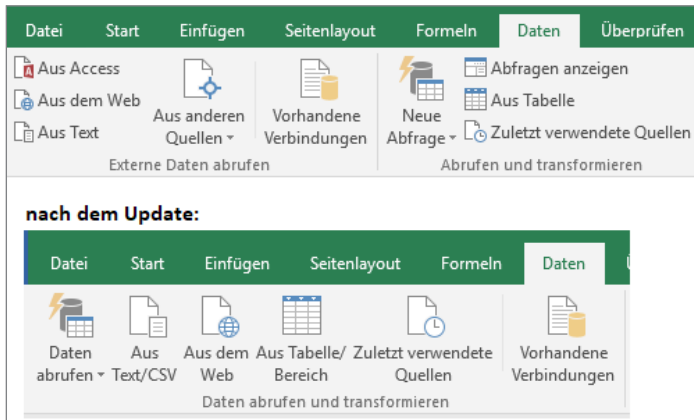 Datei Start Einfügen Seitenlayout Formeln Daten Überprüfen
Aus Access
Aus dem Web
Aus Text
Aus anderen
Quellen
Vorhandene
Verbindungen
Externe Daten abrufen
Neue
Abfrage
Abfragen anzeigen
Aus Tabelle
Zuletzt verwendete Quellen
Abrufen und transformieren
nach dem Update:
Datei Start Einfügen Seitenlayout Formeln Daten
Daten
abrufen
Aus
Text/CSV
Aus dem
Web
Aus Tabelle/
Bereich
Zuletzt verwendete
Quellen
Vorhandene
Verbindungen
Daten abrufen und transformieren